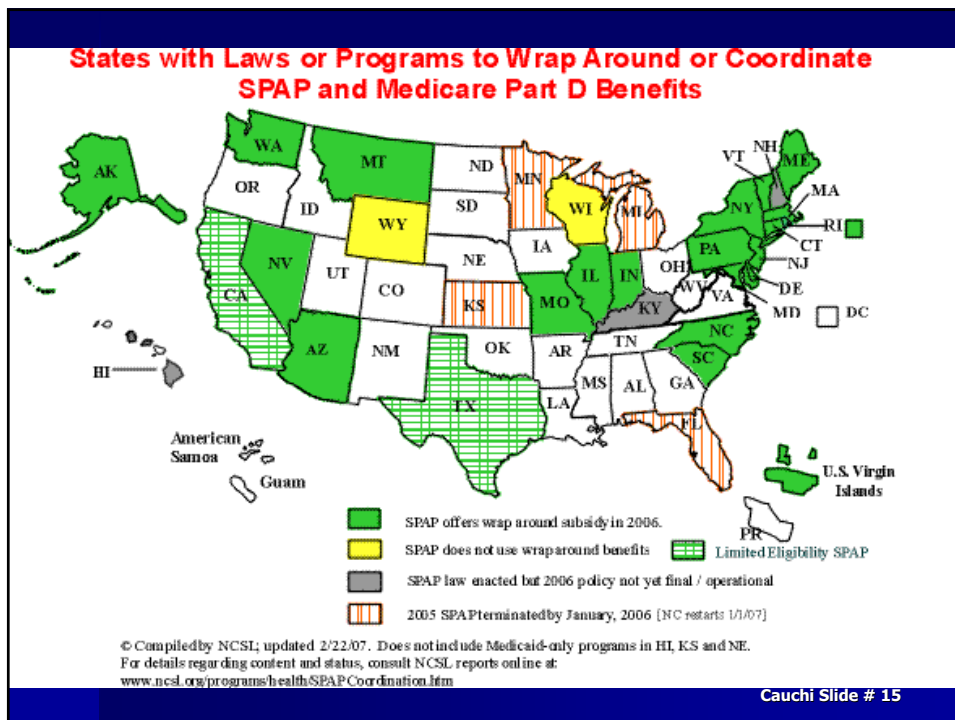 States with Laws or Programs to Wrap Around or Coordinate
SPAP and Medicare Part D Benefits
WA
AK
MT
ND
MN
VT
NH
ME
OR
MA
ID
SD
WI
MI
NY
RI
WY
CT
IA
PA
NJ
NV
NE
OH
UT
IL
IN
DE
CA
CO
WV
VA
KS
MO
KY
MD
DC
NC
TN
AZ
NM
OK
AR
SC
HI
MS
AL
GA
TX
LA
FL
American
Samoa
Guam
U.S. Virgin
Islands
PR
SPAP offers wrap around subsidy in 2006.
SPAP does not use wraparound benefits
Limited Eligibility SPAP
SPAP law enacted but 2006 policy not yet final / operational
2005 SPAP terminated by January, 2006 [NC restarts 1/1/07]
© Compiled by NCSL; updated 2/22/07. Does not include Medicaid-only programs in HI, KS and NE.
For details regarding content and status, consult NCSL reports online at:
www.ncsl.org/programs/health/SPAPCoordination.htm
Cauchi Slide # 15